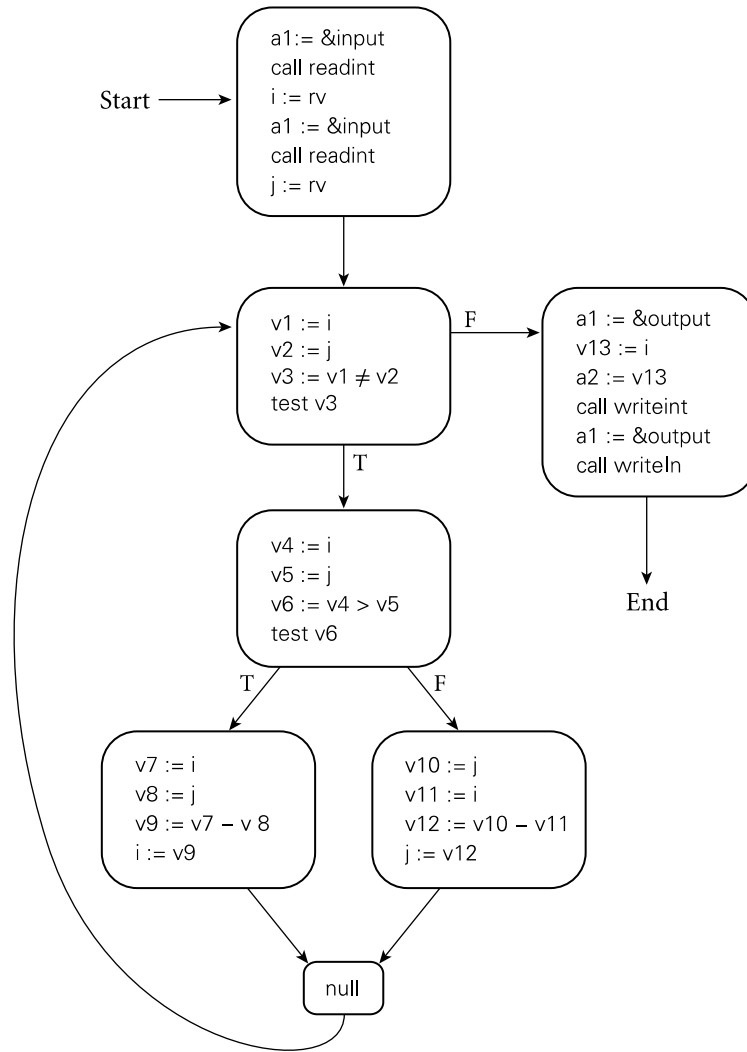 Start
a1:= &input
call readint
i := rv
a1 := &input
call readint
j := rv
v1 := i
v2 := j
v3 := v1 ≠ v2
test v3
F
a1 := &output
v13 := i
a2 := v13
call writeint
a1 := &output
call writeln
End
T
v4 := i
v5 := j
v6 := v4 > v5
test v6
T
F
v7 := i
v8 := j
v9 := v7 – v 8
i := v9
v10 := j
v11 := i
v12 := v10 – v11
j := v12
null